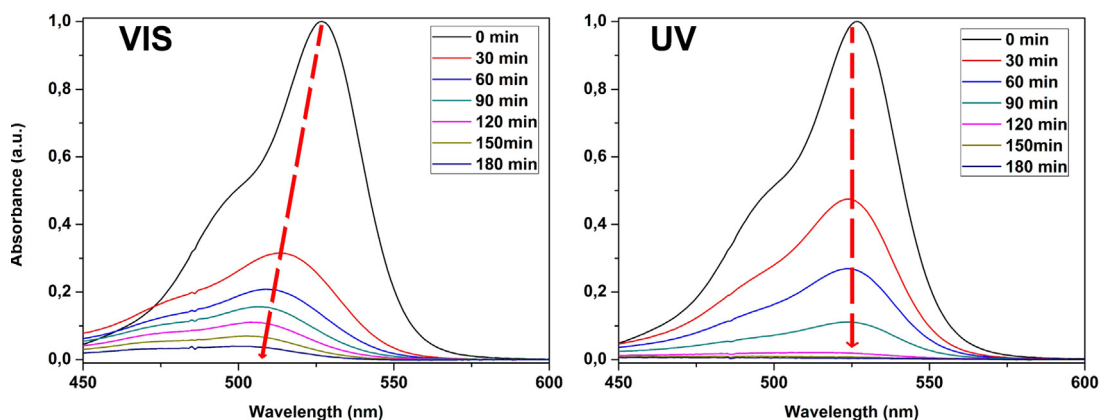 VIS
0 min
30 min
60 min
90 min
120 min
150min
180 min
1,0
0,8
0,6
0,4
0,2
0,0
Absorbance (a.u.)
450
500
550
600
Wavelength (nm)
UV
0 min
30 min
60 min
90 min
120 min
150min
180 min
1,0
0,8
0,6
0,4
0,2
0,0
450
500
550
600
Wavelength (nm)